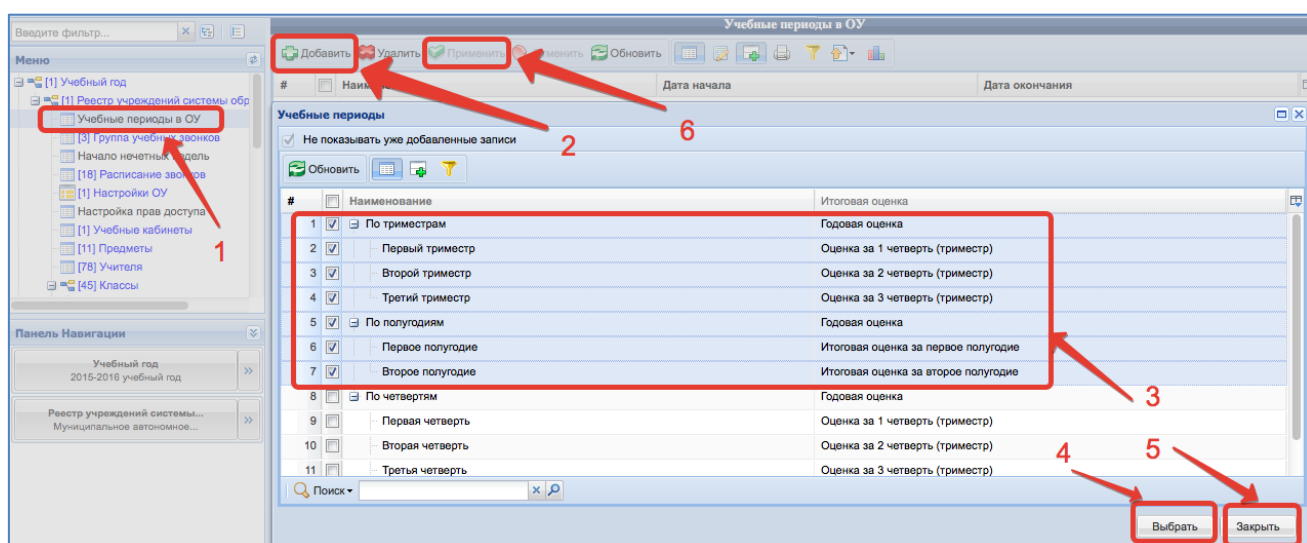 Учебные периоды в ОУ
Введите фильтр...
Добавить Удалить Применить Обновить
Меню
[1] Учебный год
[1] Реестр учреждений системы обр
Учебные периоды в ОУ
[3] Группа учебных звонков
Начало нечетных недель
[18] Расписание звонков
[1] Настройки ОУ
Настройка прав доступа
[1] Учебные кабинеты
[11] Предметы
[78] Учителя
[45] Классы
Панель Навигации
Учебный год
2015-2016 учебный год
»
Реестр учреждений системы...
Муниципальное автономное...
»
# Дата начала Дата окончания
Учебные периоды
Не показывать уже добавленные записи
Обновить
# Наименование Итоговая оценка
1 По триместрам Годовая оценка
2 Первый триместр Оценка за 1 четверть (триместр)
3 Второй триместр Оценка за 2 четверть (триместр)
4 Третий триместр Оценка за 3 четверть (триместр)
5 По полугодиям Годовая оценка
6 Первое полугодие Итоговая оценка за первое полугодие
7 Второе полугодие Итоговая оценка за второе полугодие
8 По четвертям Годовая оценка
9 Первая четверть Оценка за 1 четверть (триместр)
10 Вторая четверть Оценка за 2 четверть (триместр)
11 Третья четверть Оценка за 3 четверть (триместр)
Поиск
Выбрать Закрыть
1
2
6
3
4
5